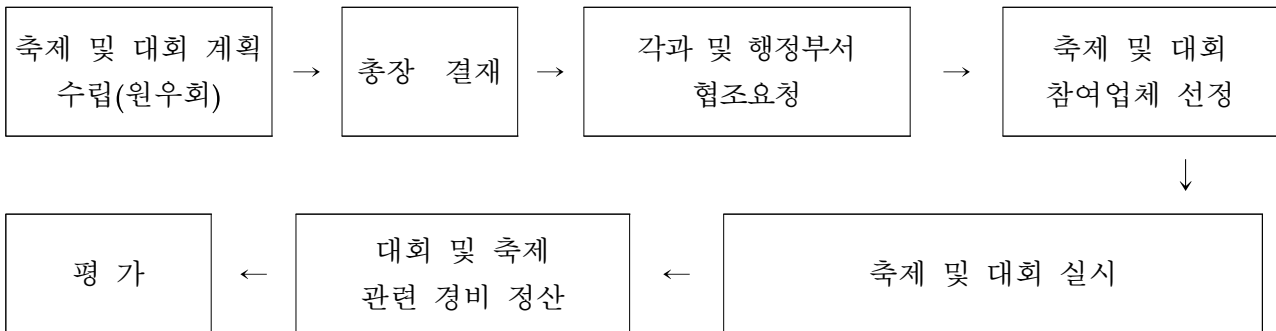 축제 및 대회 계획
수립(원우회)
→
총장 결재
→
각과 및 행정부서
협조요청
→
축제 및 대회
참여업체 선정
↓
축제 및 대회 실시
←
대회 및 축제
관련 경비 정산
←
평 가